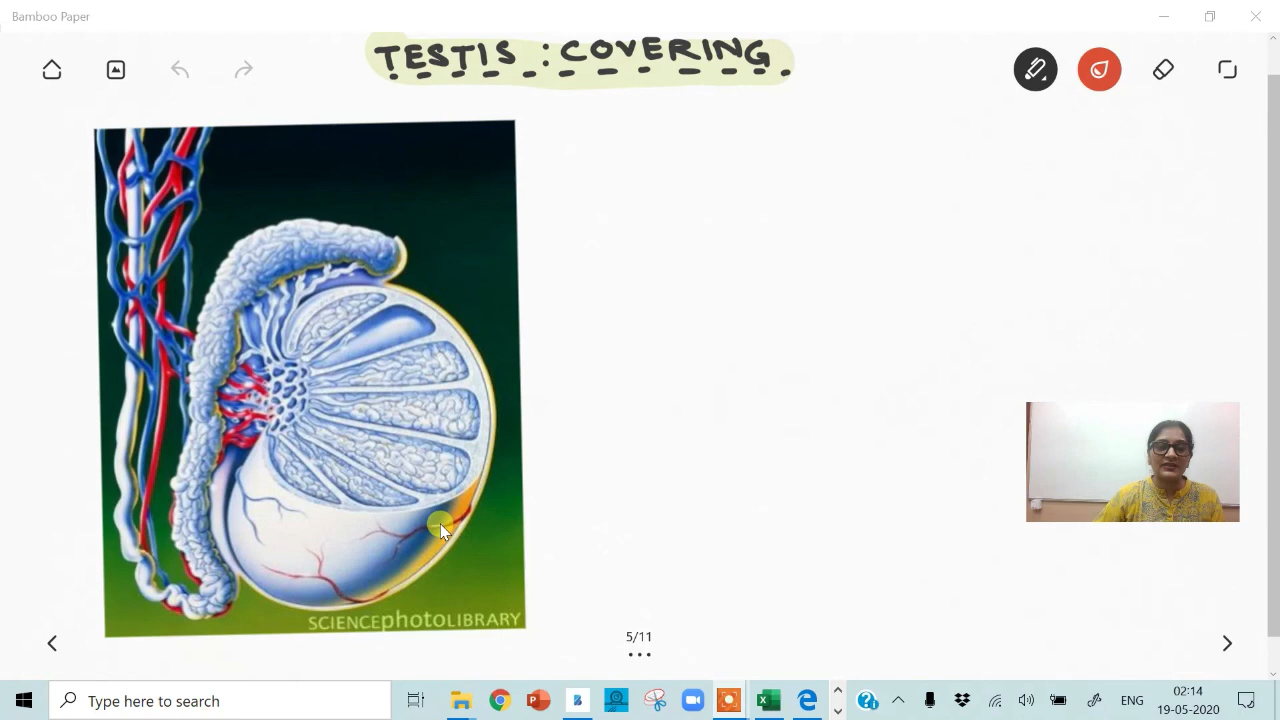 Bamboo Paper
TESTIS : COVERING
SCIENCEphotoLIBRARY
5/11
Type here to search
ENG
02:14
19-05-2020